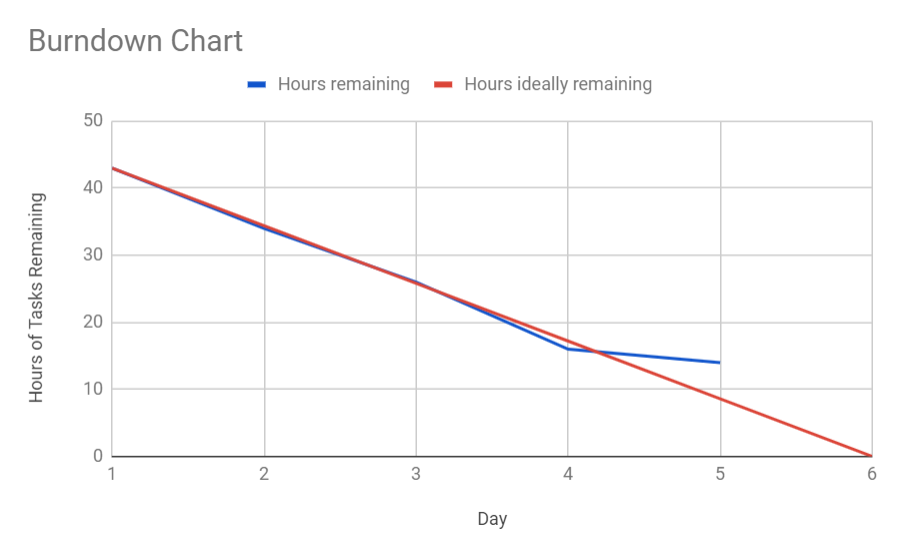 Burndown Chart
Hours remaining Hours ideally remaining
Hours of Tasks Remaining
50
40
30
20
10
0
1 2 3 4 5 6
Day